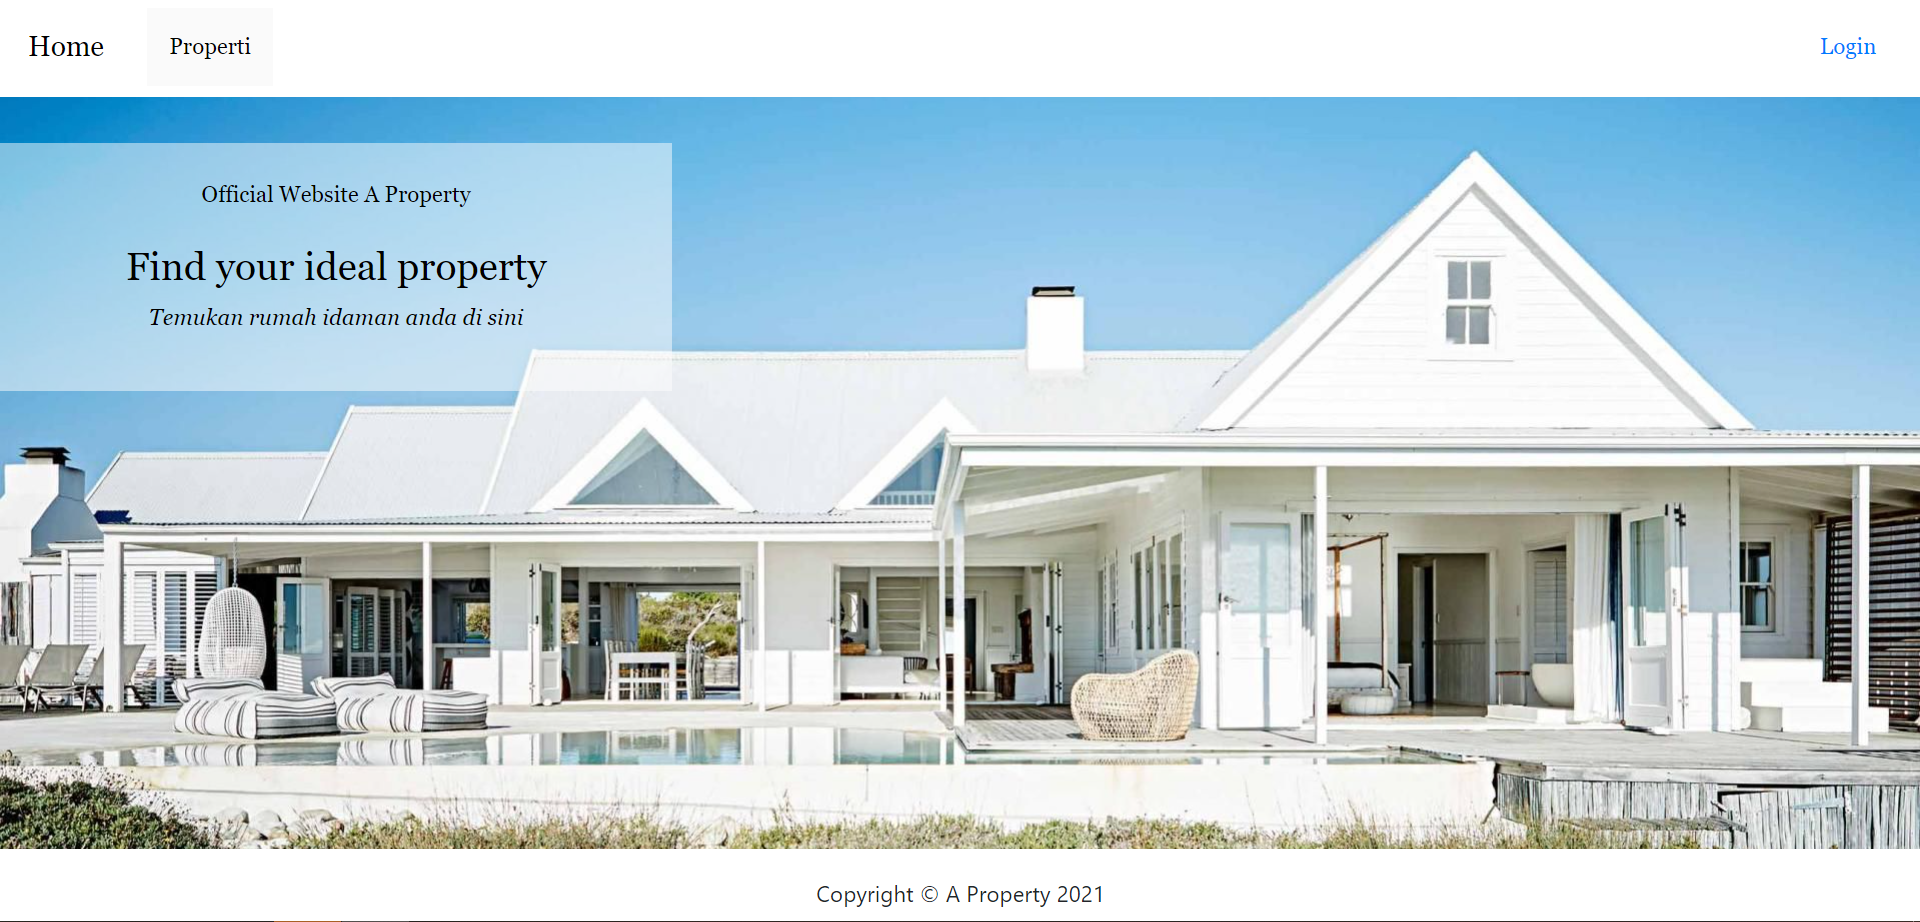 Home Properti Login
Official Website A Property
Find your ideal property
Temukan rumah idaman anda di sini
Copyright © A Property 2021